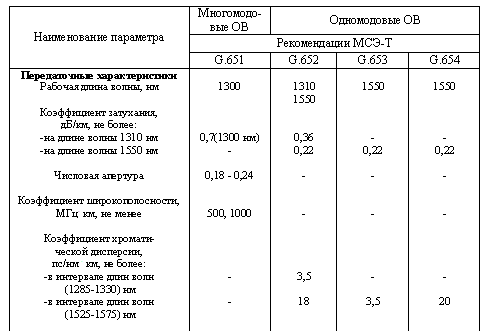 Наименование параметра
Многомодо-
вые ОВ
Одномодовые ОВ
Рекомендации МСЭ-Т
G.651 G.652 G.653 G.654
Передаточные характеристики
Рабочая длина волны, нм 1300 1310 1550 1550
1550
Коэффициент затухания,
дБ/км, не более:
-на длине волны 1310 нм 0,7(1300 нм) 0,36 - -
-на длине волны 1550 нм - 0,22 0,22 0,22
Числовая апертура 0,18 - 0,24 - - -
Коэффициент широкополосности,
МГц км, не менее 500, 1000 - - -
Коэффициент хромати-
ческой дисперсии,
пс/нм км, не более:
-в интервале длин волн - 3,5 - -
(1285-1330) нм
-в интервале длин волн - 18 3,5 20
(1525-1575) нм